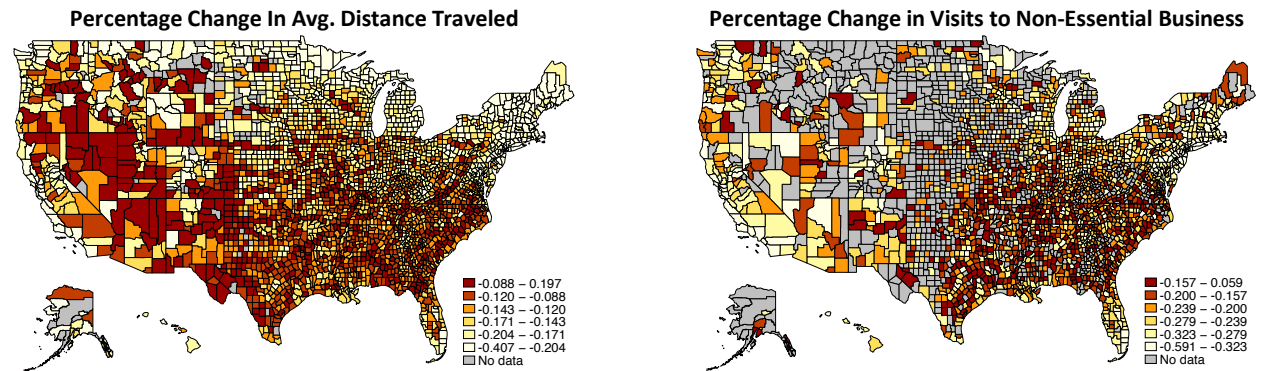 Percentage Change In Avg. Distance Traveled
-0.088 – 0.197
-0.120 – -0.088
-0.143 – -0.120
-0.171 – -0.143
-0.204 – -0.171
-0.407 – -0.204
No data
Percentage Change in Visits to Non-Essential Business
-0.157 – 0.059
-0.200 – -0.157
-0.239 – -0.200
-0.279 – -0.239
-0.323 – -0.279
-0.591 – -0.323
No data